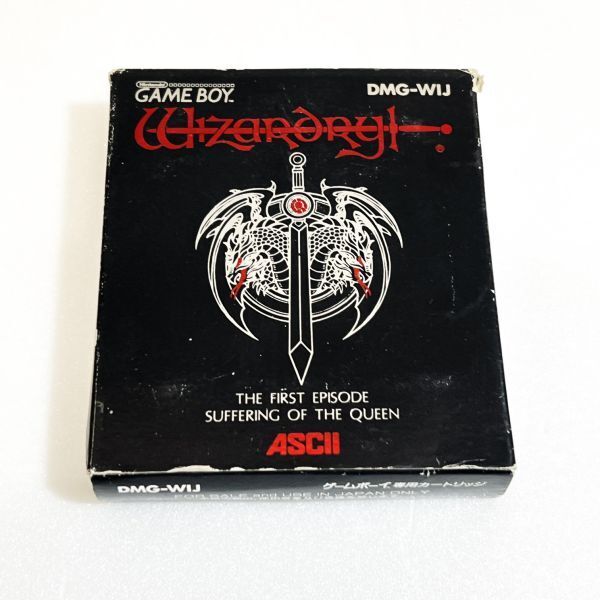 Nintendo
GAME BOY™
DMG-WIJ
Wizardry I
®
THE FIRST EPISODE
SUFFERING OF THE QUEEN
ASCII
DMG-WIJ
ゲームボーイ専用カートリッジ
FOR SALE and USE IN JAPAN ONLY